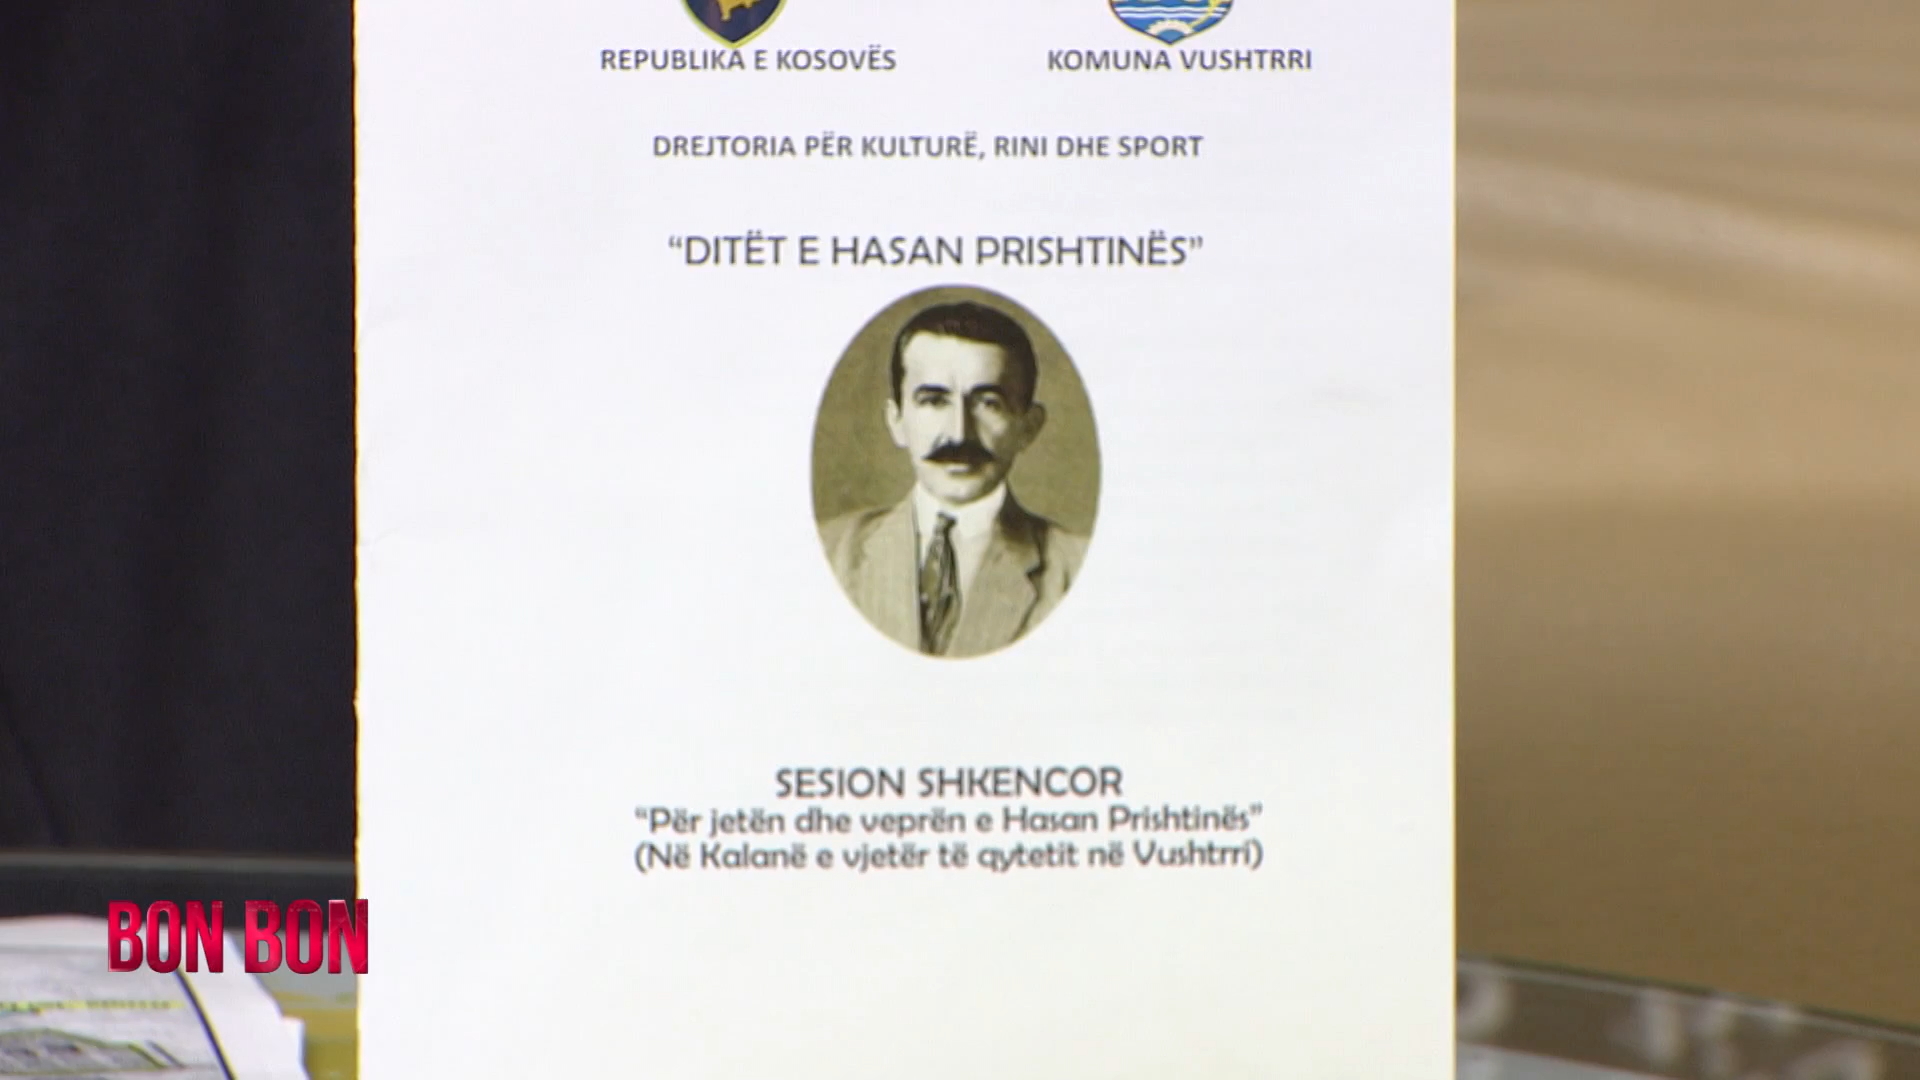 REPUBLIKA E KOSOVËS
KOMUNA VUSHTRRI
DREJTORIA PËR KULTURË, RINI DHE SPORT
“DITËT E HASAN PRISHTINËS”
SESION SHKENCOR
“Për jetën dhe veprën e Hasan Prishtinës”
(Në Kalanë e vjetër të qytetit në Vushtrri)
BON BON